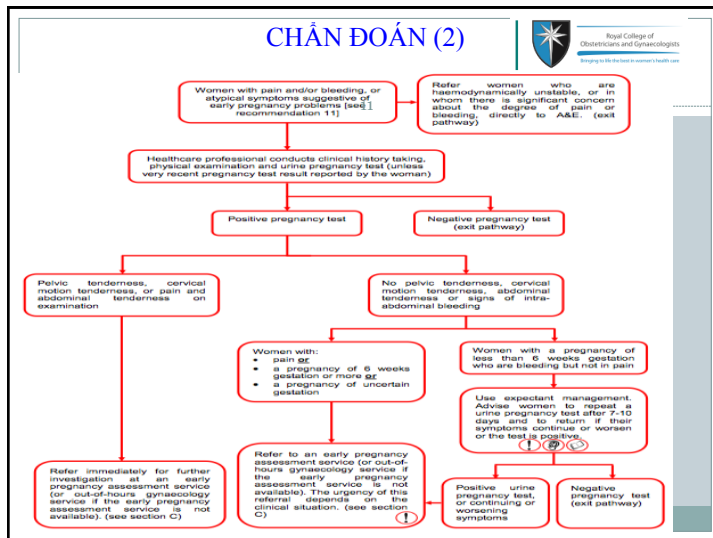 CHẨN ĐOÁN (2)
Royal College of
Obstetricians and Gynaecologists
Bringing to life the best in women's health care
Women with pain and/or bleeding, or
atypical symptoms suggestive of
early pregnancy problems [see
recommendation 11]
Refer women who are
haemodynamically unstable, or in
whom there is significant concern
about the degree of pain or
bleeding, directly to A&E. (exit
pathway)
Healthcare professional conducts clinical history taking,
physical examination and urine pregnancy test (unless
very recent pregnancy test result reported by the woman)
Positive pregnancy test
Negative pregnancy test
(exit pathway)
Pelvic tenderness, cervical
motion tenderness, or pain and
abdominal tenderness on
examination
No pelvic tenderness, cervical
motion tenderness, abdominal
tenderness or signs of intra-
abdominal bleeding
Women with:
• pain or
• a pregnancy of 6 weeks
gestation or more or
• a pregnancy of uncertain
gestation
Women with a pregnancy of
less than 6 weeks gestation
who are bleeding but not in pain
Use expectant management.
Advise women to repeat a
urine pregnancy test after 7-10
days and to return if their
symptoms continue or worsen
or the test is positive.
Refer immediately for further
investigation at an early
pregnancy assessment service
(or out-of-hours gynaecology
service if the early pregnancy
assessment service is not
available). (see section C)
Refer to an early pregnancy
assessment service (or out-of-
hours gynaecology service if
the early pregnancy
assessment service is not
available). The urgency of this
referral depends on the
clinical situation. (see section
C)
!
Positive urine
pregnancy test,
or continuing or
worsening
symptoms
Negative
pregnancy test
(exit pathway)